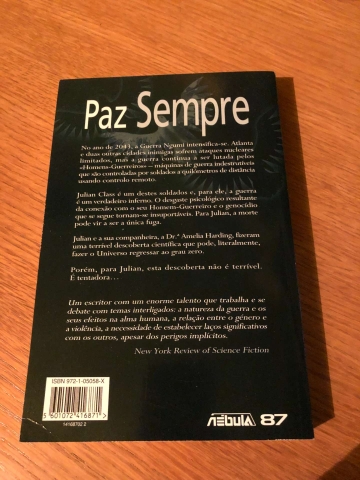 Paz Sempre
No ano de 2043, a Guerra Ngumi intensifica-se. Atlanta
e duas outras cidades inimigas sofrem ataques nucleares
limitados, mas a guerra continua a ser lutada pelos
«Homens-Guerreiros» — máquinas de guerra indestrutíveis
que são controladas por soldados a quilómetros de distância
usando controlo remoto.
Julian Class é um destes soldados e, para ele, a guerra
é um verdadeiro inferno. O desgaste psicológico resultante
da conexão com o seu Homem-Guerreiro e o genocídio
que se segue tornam-se insuportáveis. Para Julian, a morte
pode vir a ser a única fuga.
Julian e a sua companheira, a Dr.ª Amelia Harding, fizeram
uma terrível descoberta científica que pode, literalmente,
fazer o Universo regressar ao grau zero.
Porém, para Julian, esta descoberta não é terrível.
É tentadora...
Um escritor com um enorme talento que trabalha e se
debate com temas interligados: a natureza da guerra e os
seus efeitos na alma humana, a relação entre o género e
a violência, a necessidade de estabelecer laços significativos
com os outros, apesar dos perigos implícitos.
New York Review of Science Fiction
ISBN 972-1-05058-X
5601072416871
14168702 2
nébula 87